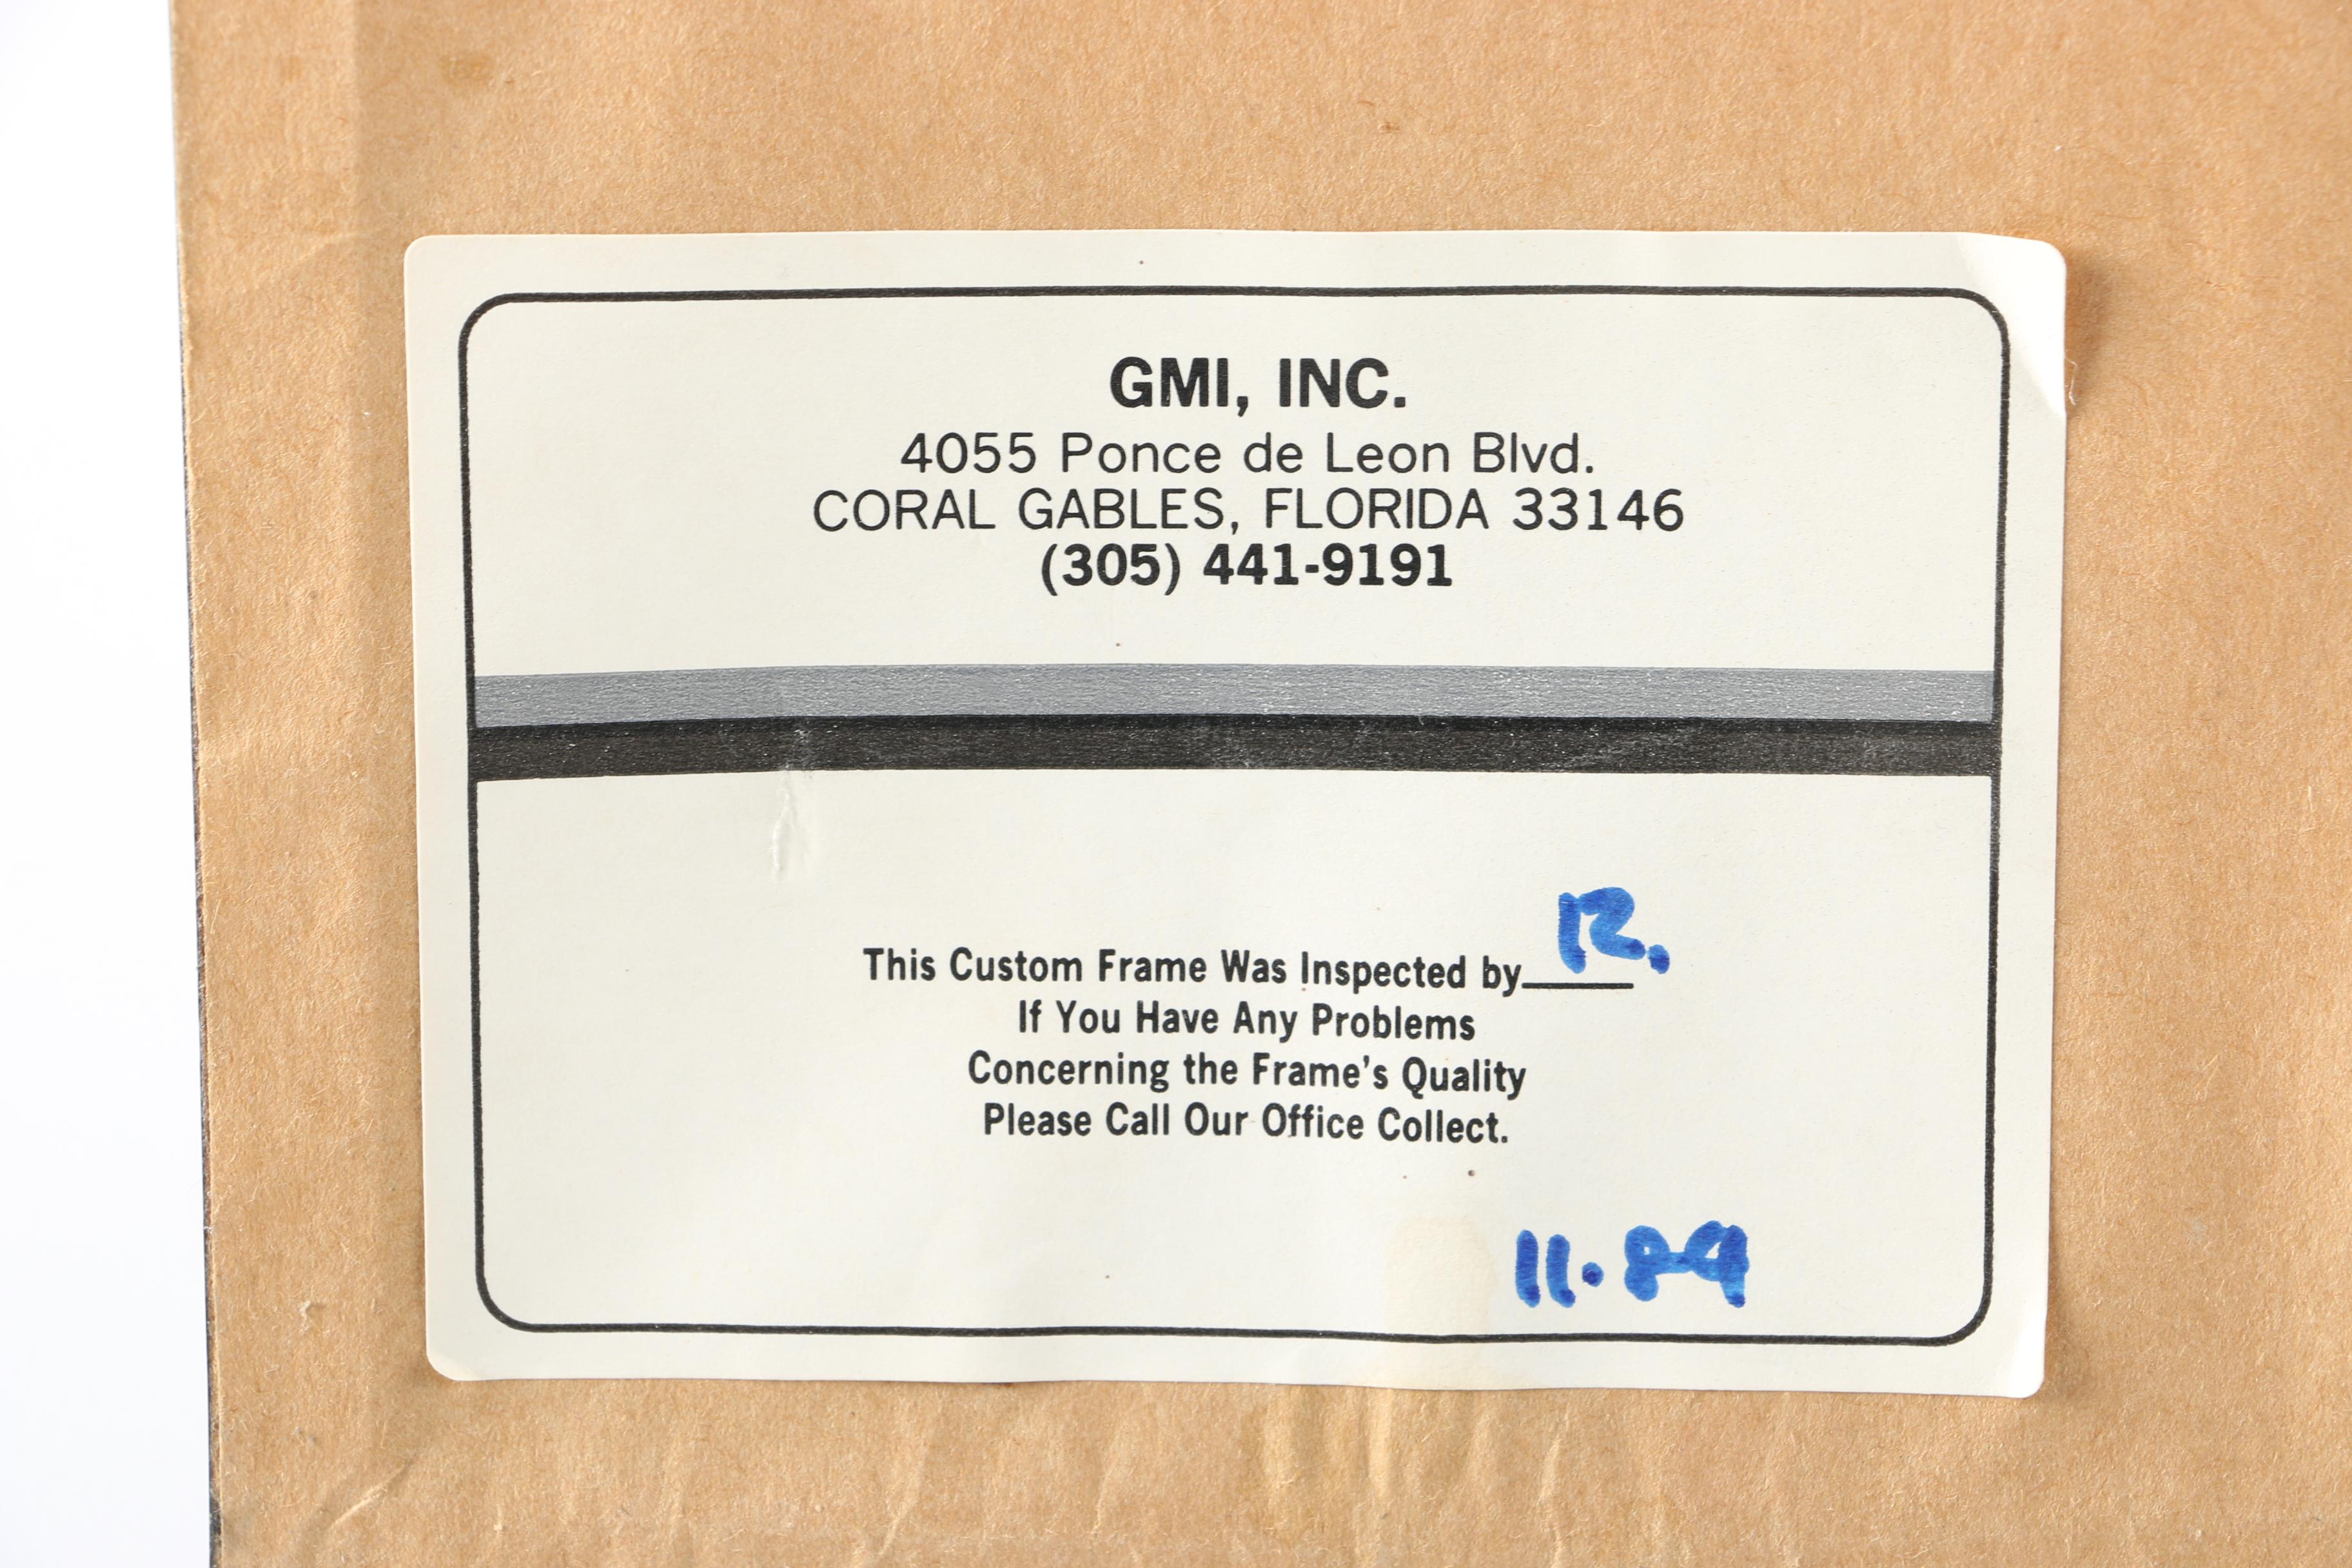 GMI, INC.
4055 Ponce de Leon Blvd.
CORAL GABLES, FLORIDA 33146
(305) 441-9191
This Custom Frame Was Inspected by R.
If You Have Any Problems
Concerning the Frame's Quality
Please Call Our Office Collect.
11.89